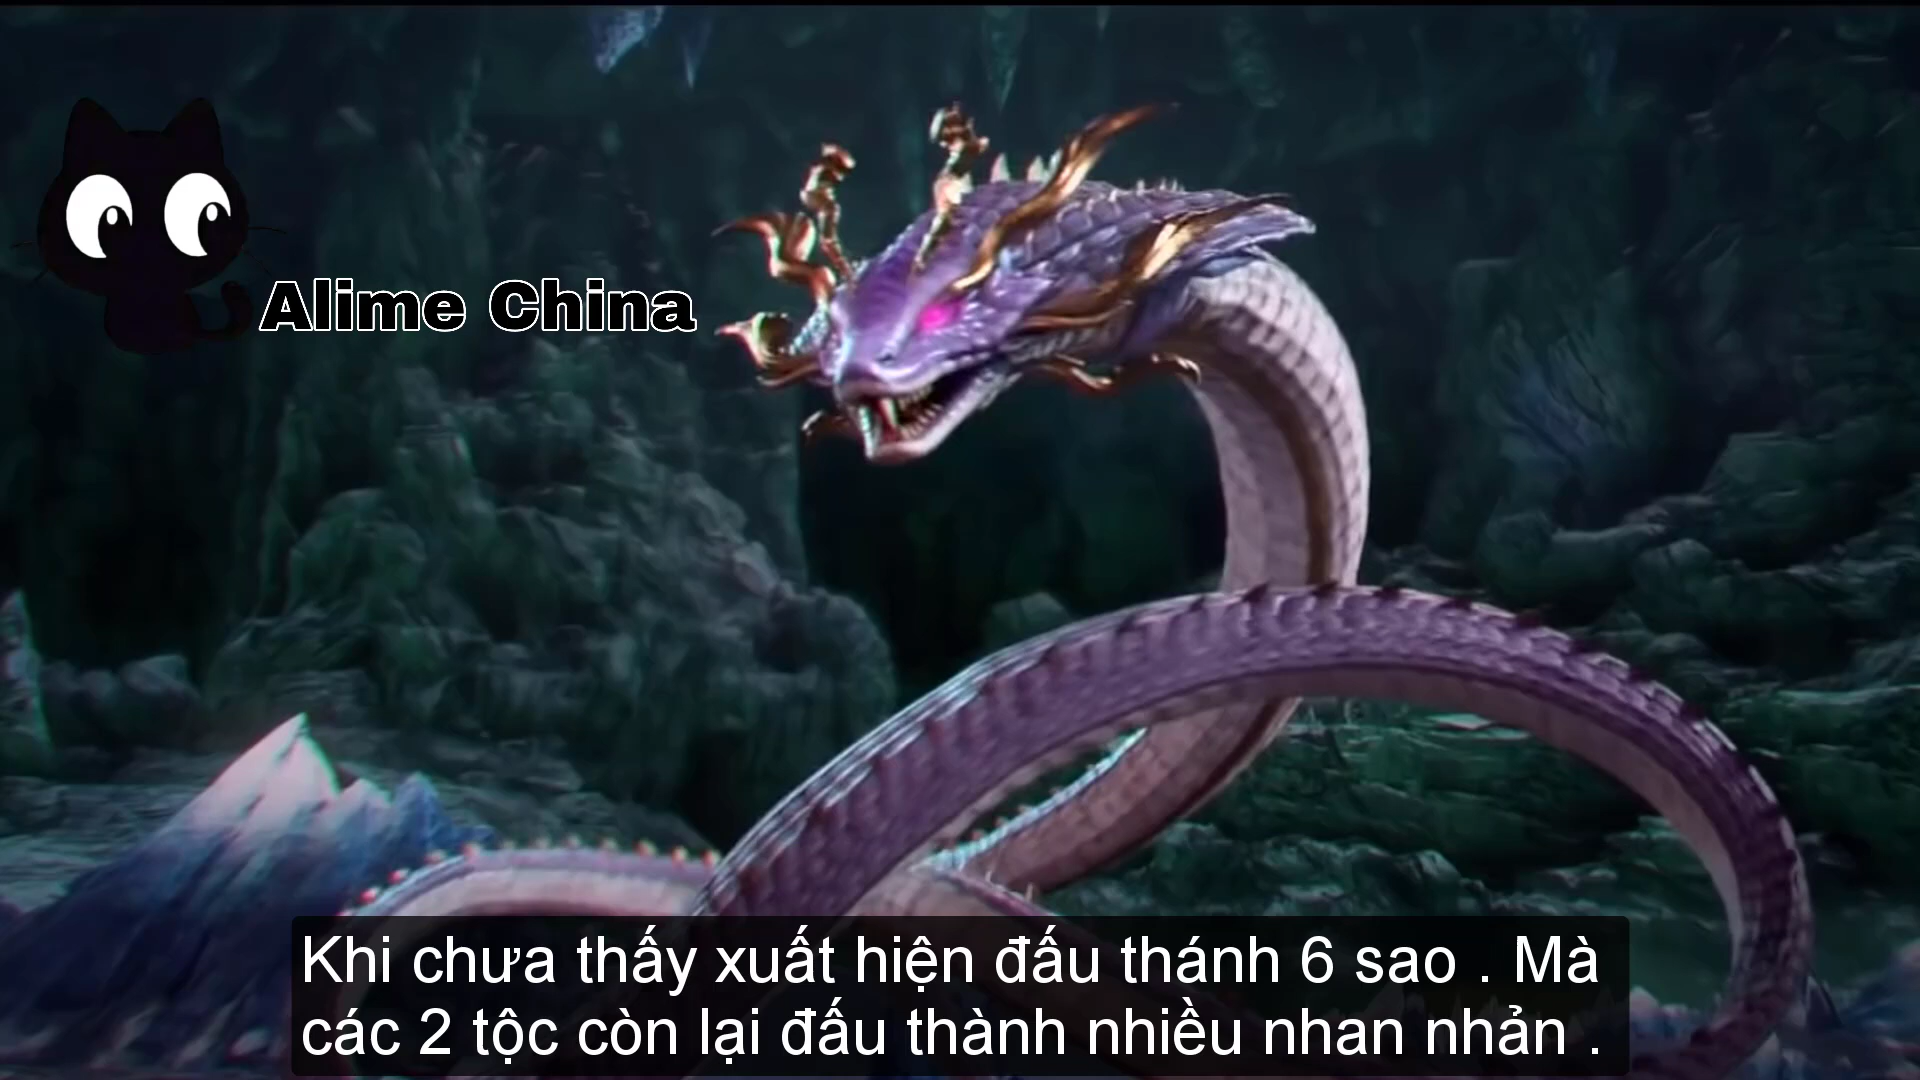 Alime China
Khi chưa thấy xuất hiện đấu thánh 6 sao . Mà
các 2 tộc còn lại đấu thành nhiều nhan nhản .